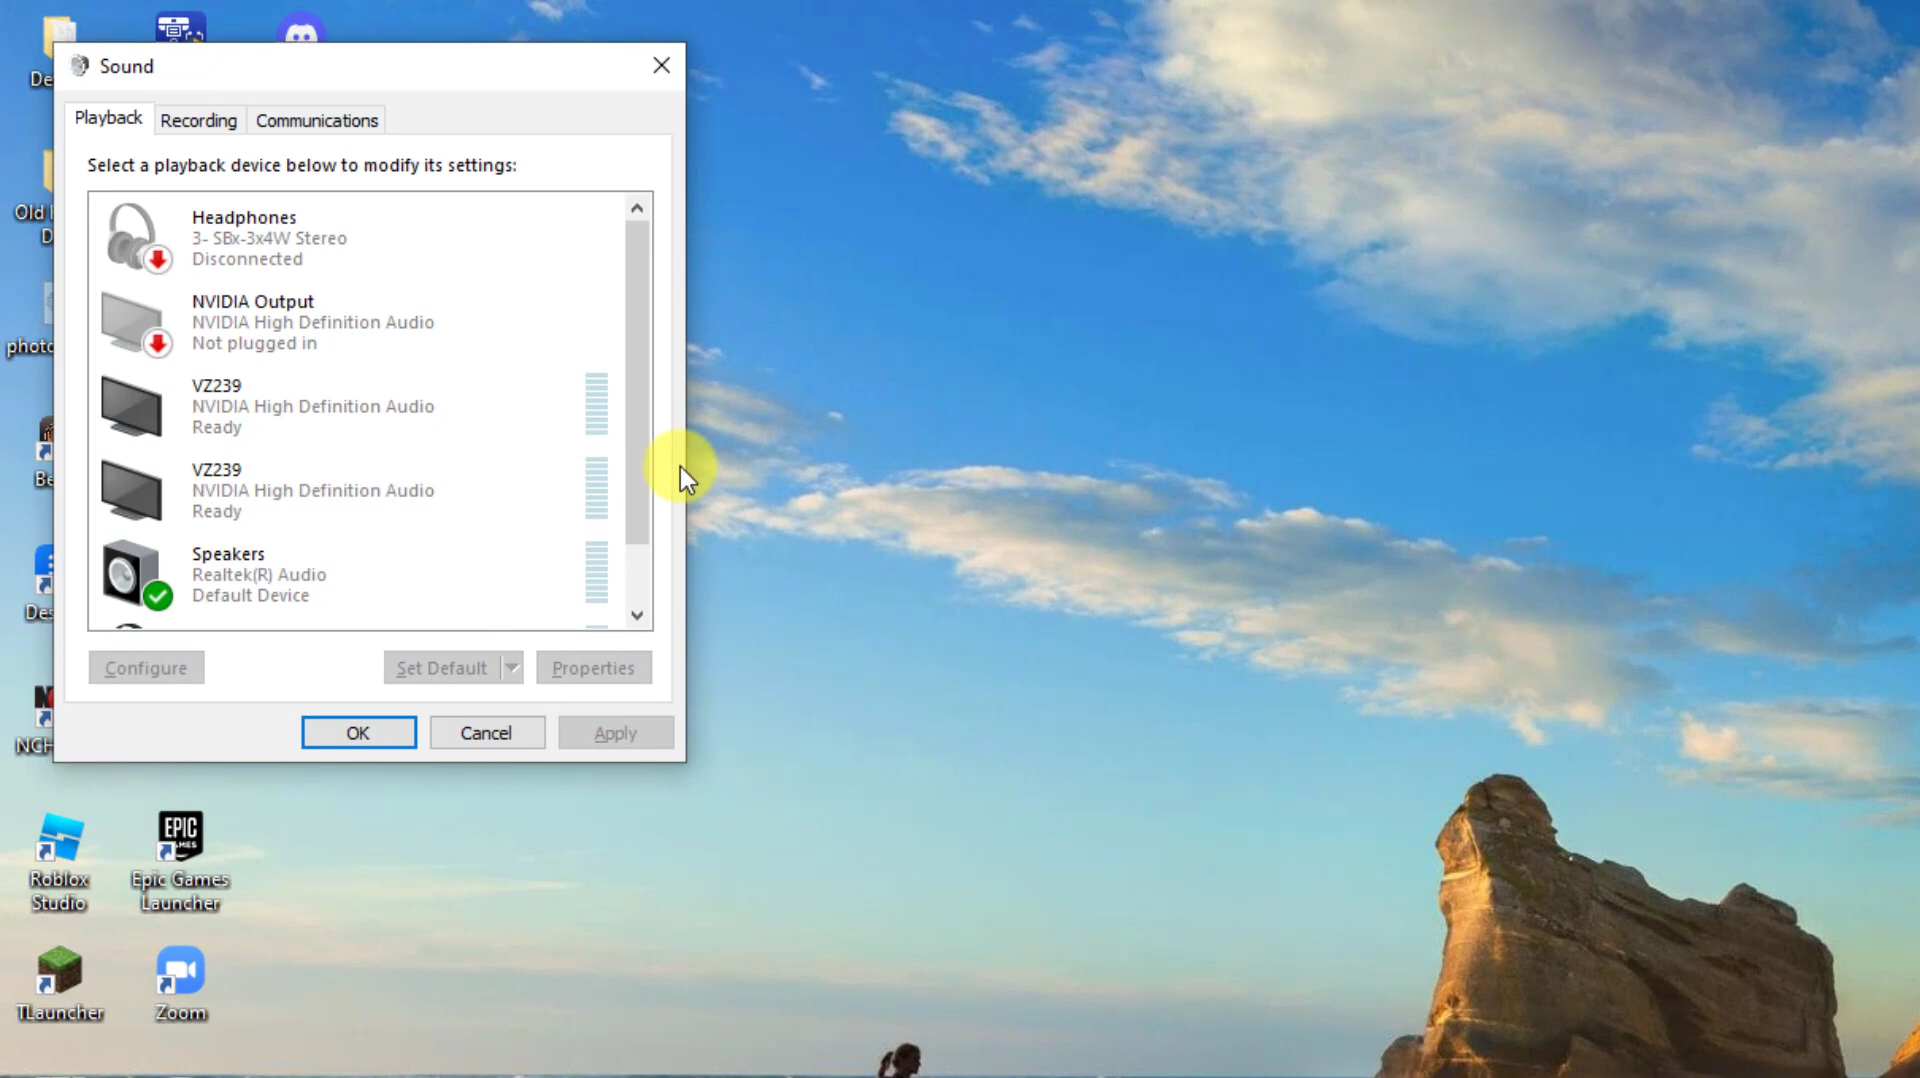 Sound
Playback
Recording
Communications
Select a playback device below to modify its settings:
Headphones
3- SBx-3x4W Stereo
Disconnected
NVIDIA Output
NVIDIA High Definition Audio
Not plugged in
VZ239
NVIDIA High Definition Audio
Ready
VZ239
NVIDIA High Definition Audio
Ready
Speakers
Realtek(R) Audio
Default Device
Configure
Set Default
Properties
OK
Cancel
Apply
Old
D
photo
Be
Des
NCH
EPIC
Roblox
Studio
Epic Games
Launcher
TLauncher
Zoom